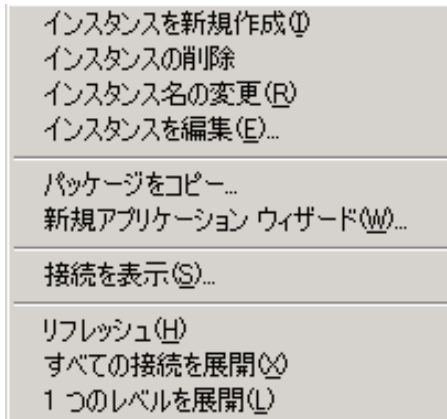 インスタンスを新規作成(I)
インスタンスの削除
インスタンス名の変更(R)
インスタンスを編集(E)...
パッケージをコピー...
新規アプリケーション ウィザード(W)...
接続を表示(S)...
リフレッシュ(H)
すべての接続を展開(X)
1 つのレベルを展開(L)